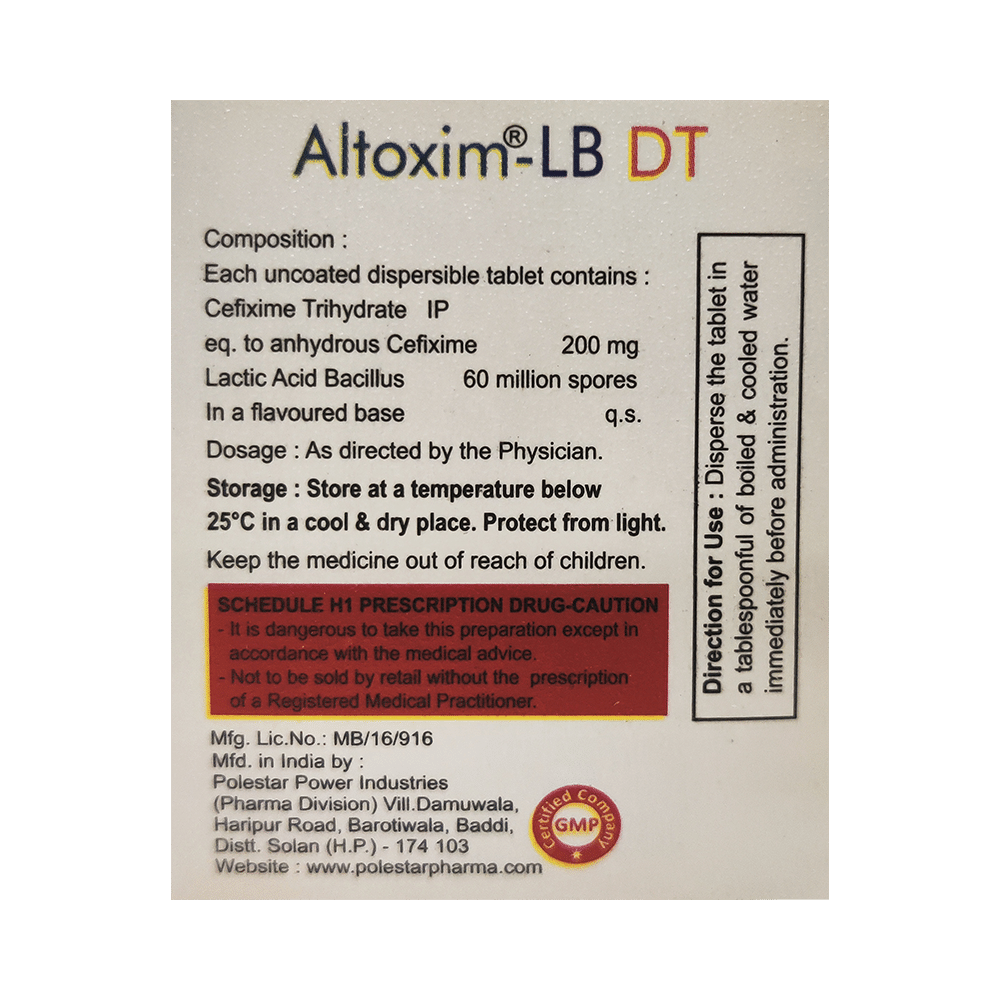 Altoxim®-LB DT
Composition :
Each uncoated dispersible tablet contains :
Cefixime Trihydrate IP
eq. to anhydrous Cefixime 200 mg
Lactic Acid Bacillus 60 million spores
In a flavoured base q.s.
Dosage : As directed by the Physician.
Storage : Store at a temperature below
25°C in a cool & dry place. Protect from light.
Keep the medicine out of reach of children.
SCHEDULE H1 PRESCRIPTION DRUG-CAUTION
- It is dangerous to take this preparation except in
accordance with the medical advice.
- Not to be sold by retail without the prescription
of a Registered Medical Practitioner.
Mfg. Lic.No.: MB/16/916
Mfd. in India by :
Polestar Power Industries
(Pharma Division) Vill.Damuwala,
Haripur Road, Barotiwala, Baddi,
Distt. Solan (H.P.) - 174 103
Website : www.polestarpharma.com
Certified Company
GMP
Direction for Use : Disperse the tablet in
a tablespoonful of boiled & cooled water
immediately before administration.